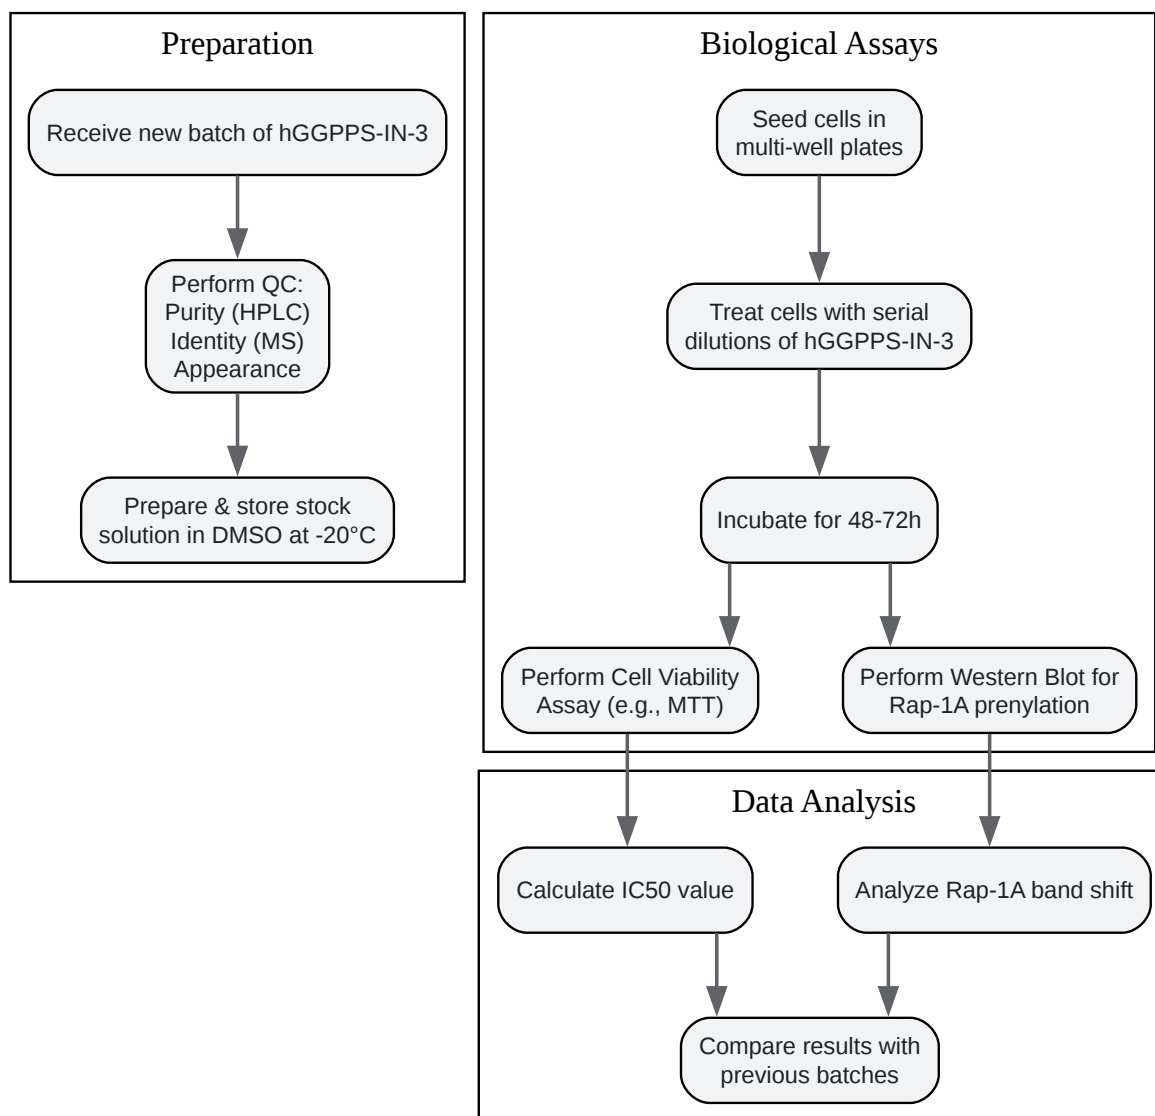 Preparation
Receive new batch of hGGPPS-IN-3
Perform QC:
Purity (HPLC)
Identity (MS)
Appearance
Prepare & store stock
solution in DMSO at -20°C
Biological Assays
Seed cells in
multi-well plates
Treat cells with serial
dilutions of hGGPPS-IN-3
Incubate for 48-72h
Perform Cell Viability
Assay (e.g., MTT)
Perform Western Blot for
Rap-1A prenylation
Data Analysis
Calculate IC50 value
Analyze Rap-1A band shift
Compare results with
previous batches